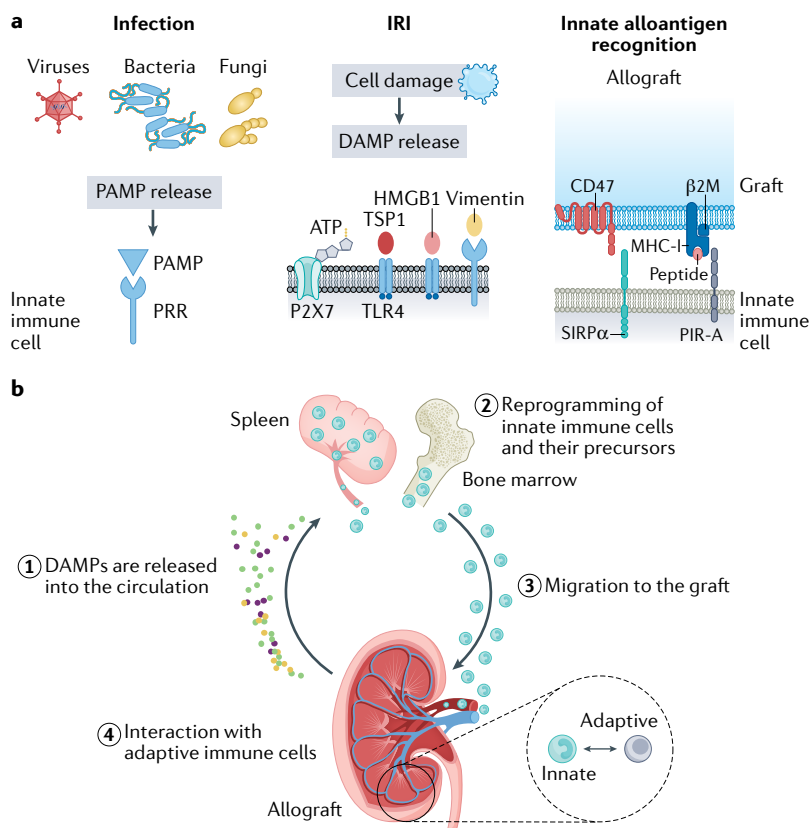 a
Infection
Viruses
Bacteria
Fungi
PAMP release
PAMP
PRR
Innate
immune
cell
IRI
Cell damage
DAMP release
ATP
TSP1
HMGB1
Vimentin
P2X7
TLR4
Innate alloantigen
recognition
Allograft
CD47
β2M
Graft
MHC-I
Peptide
SIRPα
PIR-A
Innate
immune
cell
b
Spleen
2 Reprogramming of
innate immune cells
and their precursors
Bone marrow
1 DAMPs are released
into the circulation
3 Migration to the graft
4 Interaction with
adaptive immune cells
Allograft
Adaptive
Innate